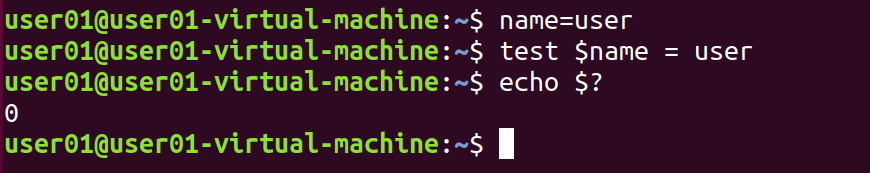 user01@user01-virtual-machine:~$ name=user
user01@user01-virtual-machine:~$ test $name = user
user01@user01-virtual-machine:~$ echo $?
0
user01@user01-virtual-machine:~$